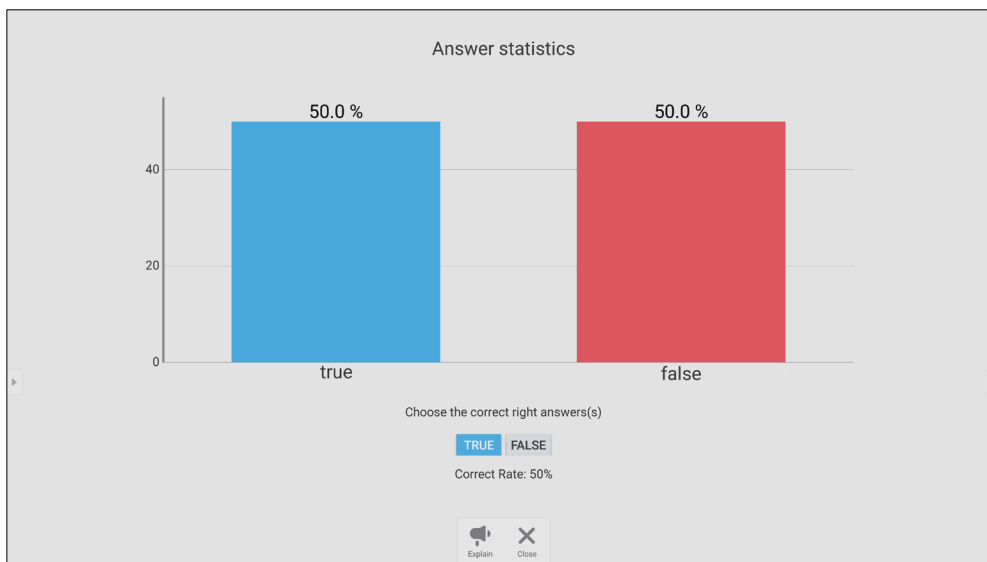 Answer statistics
50.0 % 50.0 %
40
20
0
true false
Choose the correct right answers(s)
TRUE FALSE
Correct Rate: 50%
Explain Close